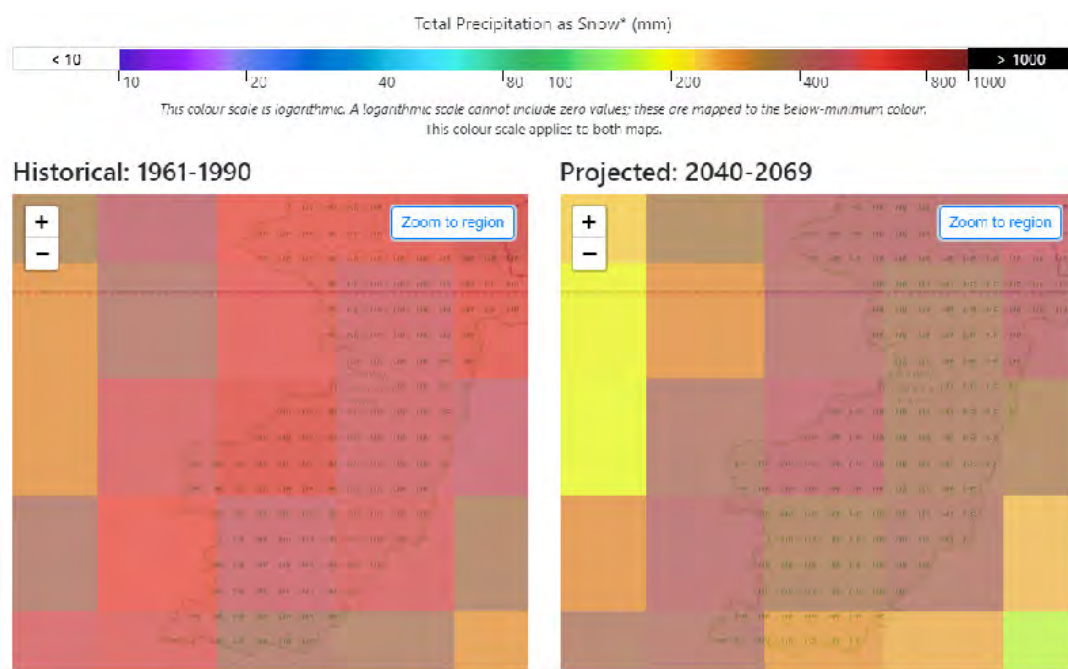 Total Precipitation as Snow* (mm)
< 10
> 1000
10 20 40 80 100 200 400 800 1000
This colour scale is logarithmic. A logarithmic scale cannot include zero values; these are mapped to the below-minimum colour.
This colour scale applies to both maps.
Historical: 1961-1990
Projected: 2040-2069
+
−
Zoom to region
+
−
Zoom to region